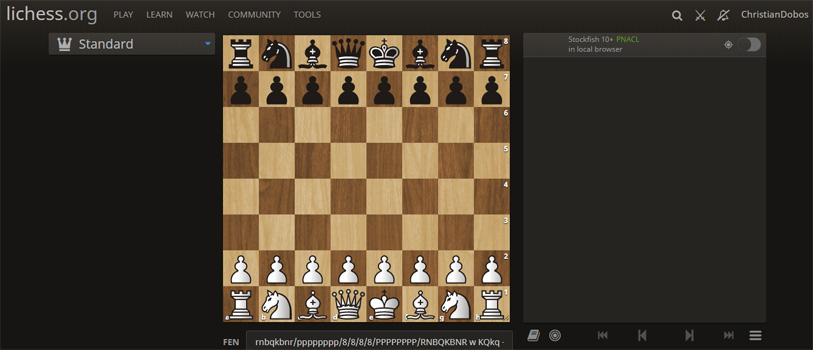 lichess.org PLAY LEARN WATCH COMMUNITY TOOLS ChristianDobos
Standard
Stockfish 10+ PNACL
in local browser
8
7
6
5
4
3
2
1
a b c d e f g h
FEN rnbqkbnr/pppppppp/8/8/8/8/PPPPPPPP/RNBQKBNR w KQkq -